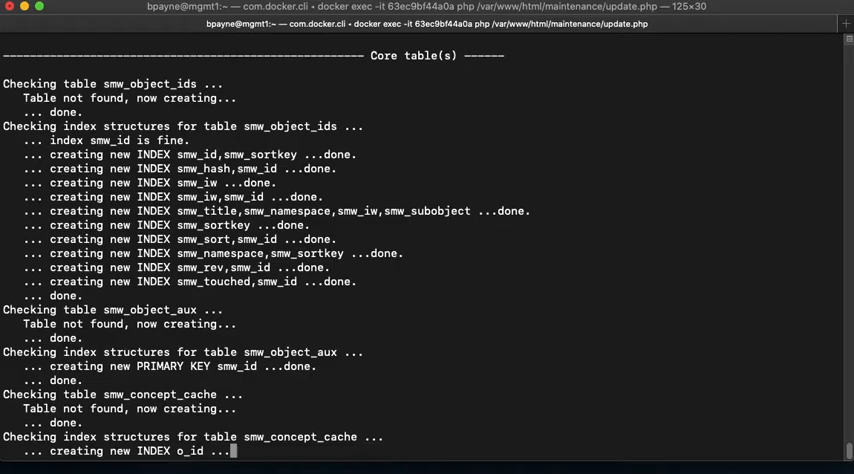 bpayne@mgmt1:~ — com.docker.cli • docker exec -it 63ec9bf44a0a php /var/www/html/maintenance/update.php — 125×30
bpayne@mgmt1:~ — com.docker.cli • docker exec -it 63ec9bf44a0a php /var/www/html/maintenance/update.php +
—————————————————————————————————————————————————————— Core table(s) ——————
Checking table smw_object_ids ...
   Table not found, now creating...
   ... done.
Checking index structures for table smw_object_ids ...
   ... index smw_id is fine.
   ... creating new INDEX smw_id,smw_sortkey ...done.
   ... creating new INDEX smw_hash,smw_id ...done.
   ... creating new INDEX smw_iw ...done.
   ... creating new INDEX smw_iw,smw_id ...done.
   ... creating new INDEX smw_title,smw_namespace,smw_iw,smw_subobject ...done.
   ... creating new INDEX smw_sortkey ...done.
   ... creating new INDEX smw_sort,smw_id ...done.
   ... creating new INDEX smw_namespace,smw_sortkey ...done.
   ... creating new INDEX smw_rev,smw_id ...done.
   ... creating new INDEX smw_touched,smw_id ...done.
   ... done.
Checking table smw_object_aux ...
   Table not found, now creating...
   ... done.
Checking index structures for table smw_object_aux ...
   ... creating new PRIMARY KEY smw_id ...done.
   ... done.
Checking table smw_concept_cache ...
   Table not found, now creating...
   ... done.
Checking index structures for table smw_concept_cache ...
   ... creating new INDEX o_id ...